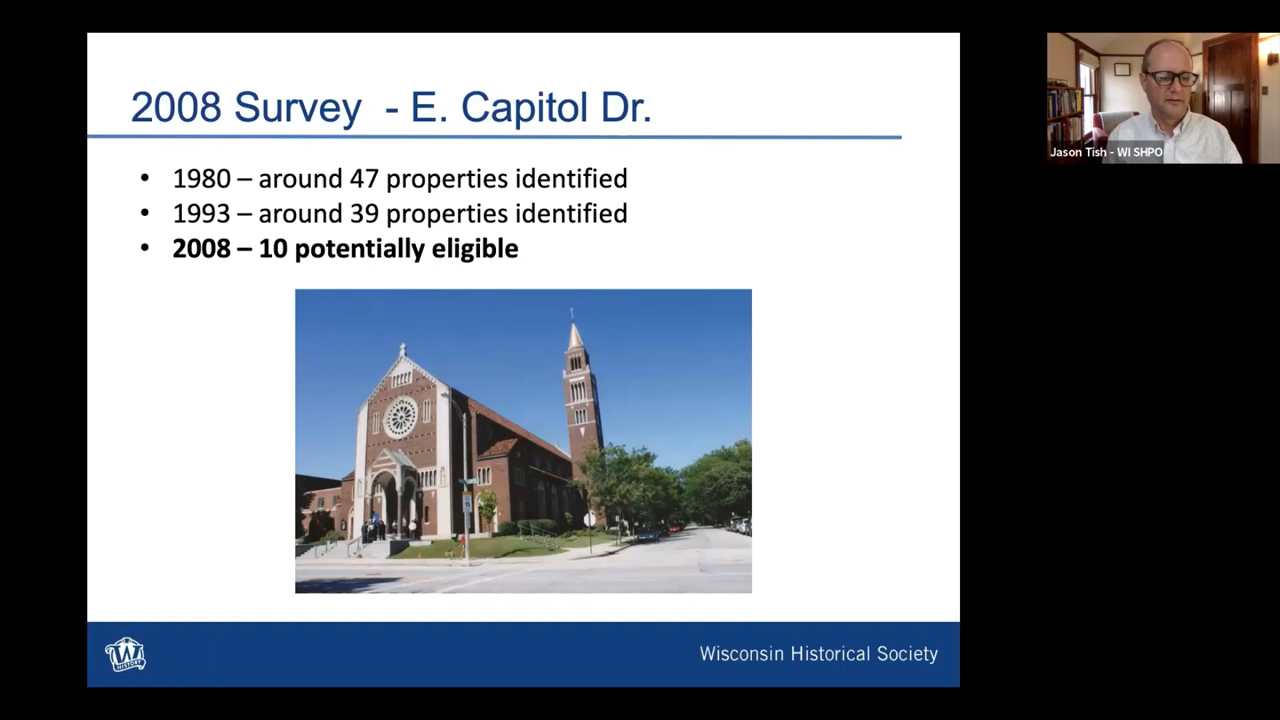 2008 Survey - E. Capitol Dr.
• 1980 – around 47 properties identified
• 1993 – around 39 properties identified
• 2008 – 10 potentially eligible
W
HISTORY
Wisconsin Historical Society
Jason Tish - WI SHPO